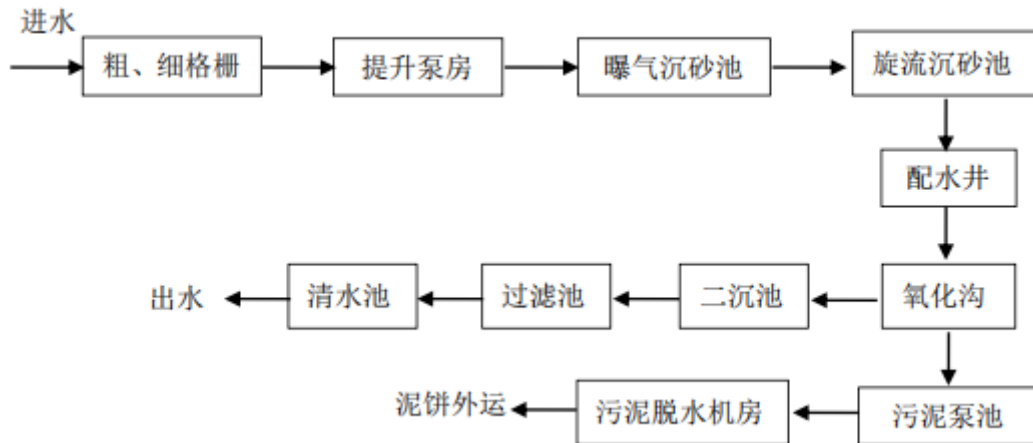 进水
粗、细格栅
提升泵房
曝气沉砂池
旋流沉砂池
配水井
氧化沟
二沉池
过滤池
清水池
出水
污泥泵池
污泥脱水机房
泥饼外运